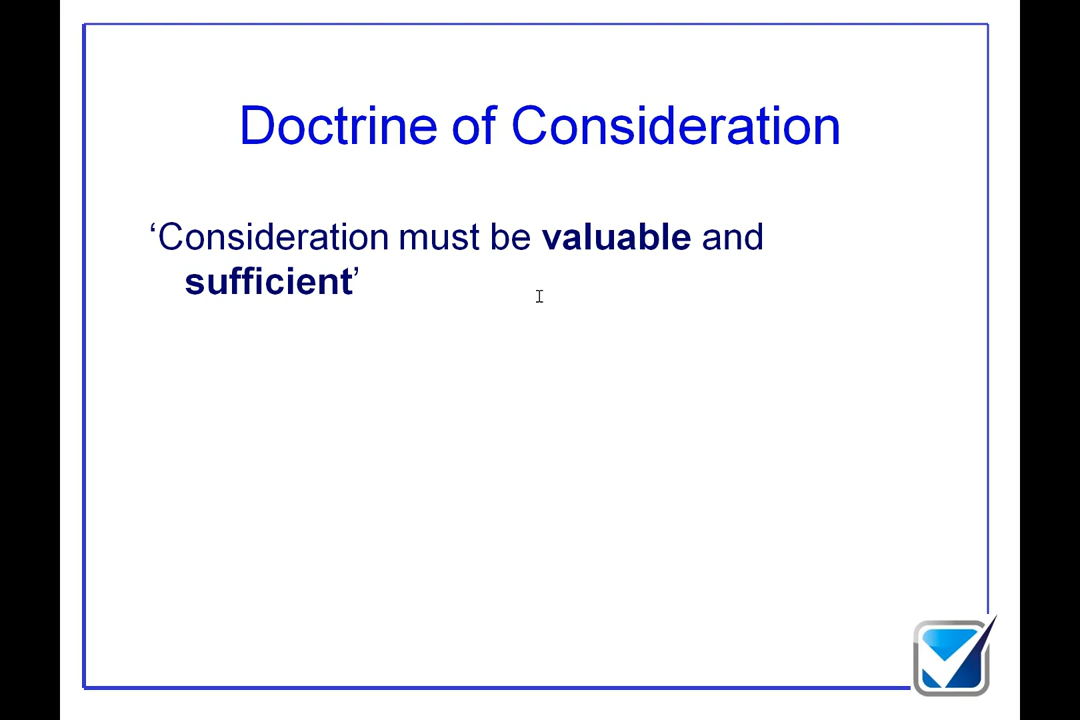 Doctrine of Consideration
‘Consideration must be valuable and
sufficient’